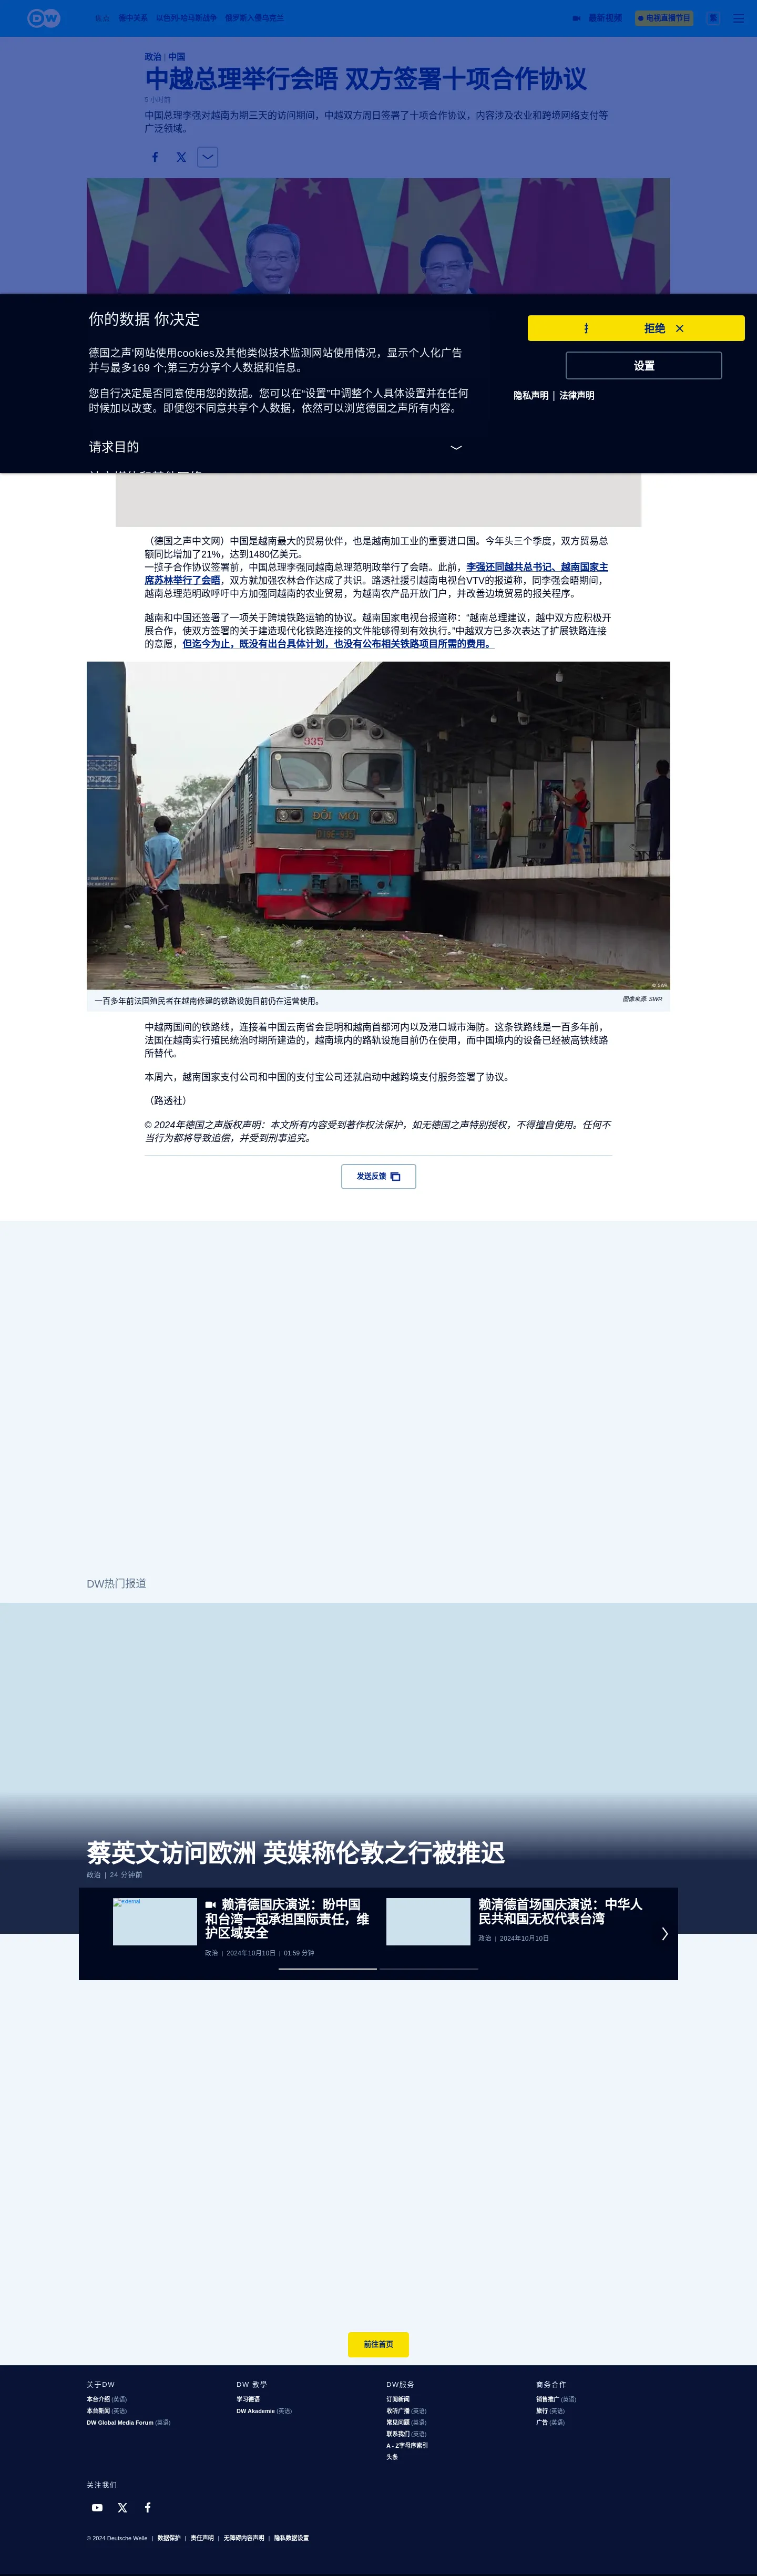 DW
焦点 德中关系 以色列-哈马斯战争 俄罗斯入侵乌克兰 最新视频 电视直播节目 繁
政治 | 中国
中越总理举行会晤 双方签署十项合作协议
5 小时前
中国总理李强对越南为期三天的访问期间，中越双方周日签署了十项合作协议，内容涉及农业和跨境网络支付等
广泛领域。
你的数据 你决定
拒绝
德国之声‘网站使用cookies及其他类似技术监测网站使用情况，显示个人化广告
并与最多169 个;第三方分享个人数据和信息。
设置
您自行决定是否同意使用您的数据。您可以在“设置”中调整个人具体设置并在任何
时候加以改变。即便您不同意共享个人数据，依然可以浏览德国之声所有内容。
隐私声明 | 法律声明
请求目的
（德国之声中文网）中国是越南最大的贸易伙伴，也是越南加工业的重要进口国。今年头三个季度，双方贸易总
额同比增加了21%，达到1480亿美元。
一揽子合作协议签署前，中国总理李强同越南总理范明政举行了会晤。此前，李强还同越共总书记、越南国家主
席苏林举行了会晤，双方就加强农林合作达成了共识。路透社援引越南电视台VTV的报道称，同李强会晤期间，
越南总理范明政呼吁中方加强同越南的农业贸易，为越南农产品开放门户，并改善边境贸易的报关程序。
越南和中国还签署了一项关于跨境铁路运输的协议。越南国家电视台报道称：“越南总理建议，越中双方应积极开
展合作，使双方签署的关于建造现代化铁路连接的文件能够得到有效执行。”中越双方已多次表达了扩展铁路连接
的意愿，但迄今为止，既没有出台具体计划，也没有公布相关铁路项目所需的费用。
935
ĐỔI MỚI
© SWR
一百多年前法国殖民者在越南修建的铁路设施目前仍在运营使用。
图像来源: SWR
中越两国间的铁路线，连接着中国云南省会昆明和越南首都河内以及港口城市海防。这条铁路线是一百多年前，
法国在越南实行殖民统治时期所建造的，越南境内的路轨设施目前仍在使用，而中国境内的设备已经被高铁线路
所替代。
本周六，越南国家支付公司和中国的支付宝公司还就启动中越跨境支付服务签署了协议。
（路透社）
© 2024年德国之声版权声明：本文所有内容受到著作权法保护，如无德国之声特别授权，不得擅自使用。任何不
当行为都将导致追偿，并受到刑事追究。
发送反馈
DW热门报道
蔡英文访问欧洲 英媒称伦敦之行被推迟
政治 | 24 分钟前
external
赖清德国庆演说：盼中国
和台湾一起承担国际责任，维
护区域安全
政治 | 2024年10月10日 | 01:59 分钟
赖清德首场国庆演说：中华人
民共和国无权代表台湾
政治 | 2024年10月10日
前往首页
关于DW
本台介绍 (英语)
本台新闻 (英语)
DW Global Media Forum (英语)
DW 教學
学习德语
DW Akademie (英语)
DW服务
订阅新闻
收听广播 (英语)
常见问题 (英语)
联系我们 (英语)
A - Z字母序索引
头条
商务合作
销售推广 (英语)
旅行 (英语)
广告 (英语)
关注我们
© 2024 Deutsche Welle | 数据保护 | 责任声明 | 无障碍内容声明 | 隐私数据设置